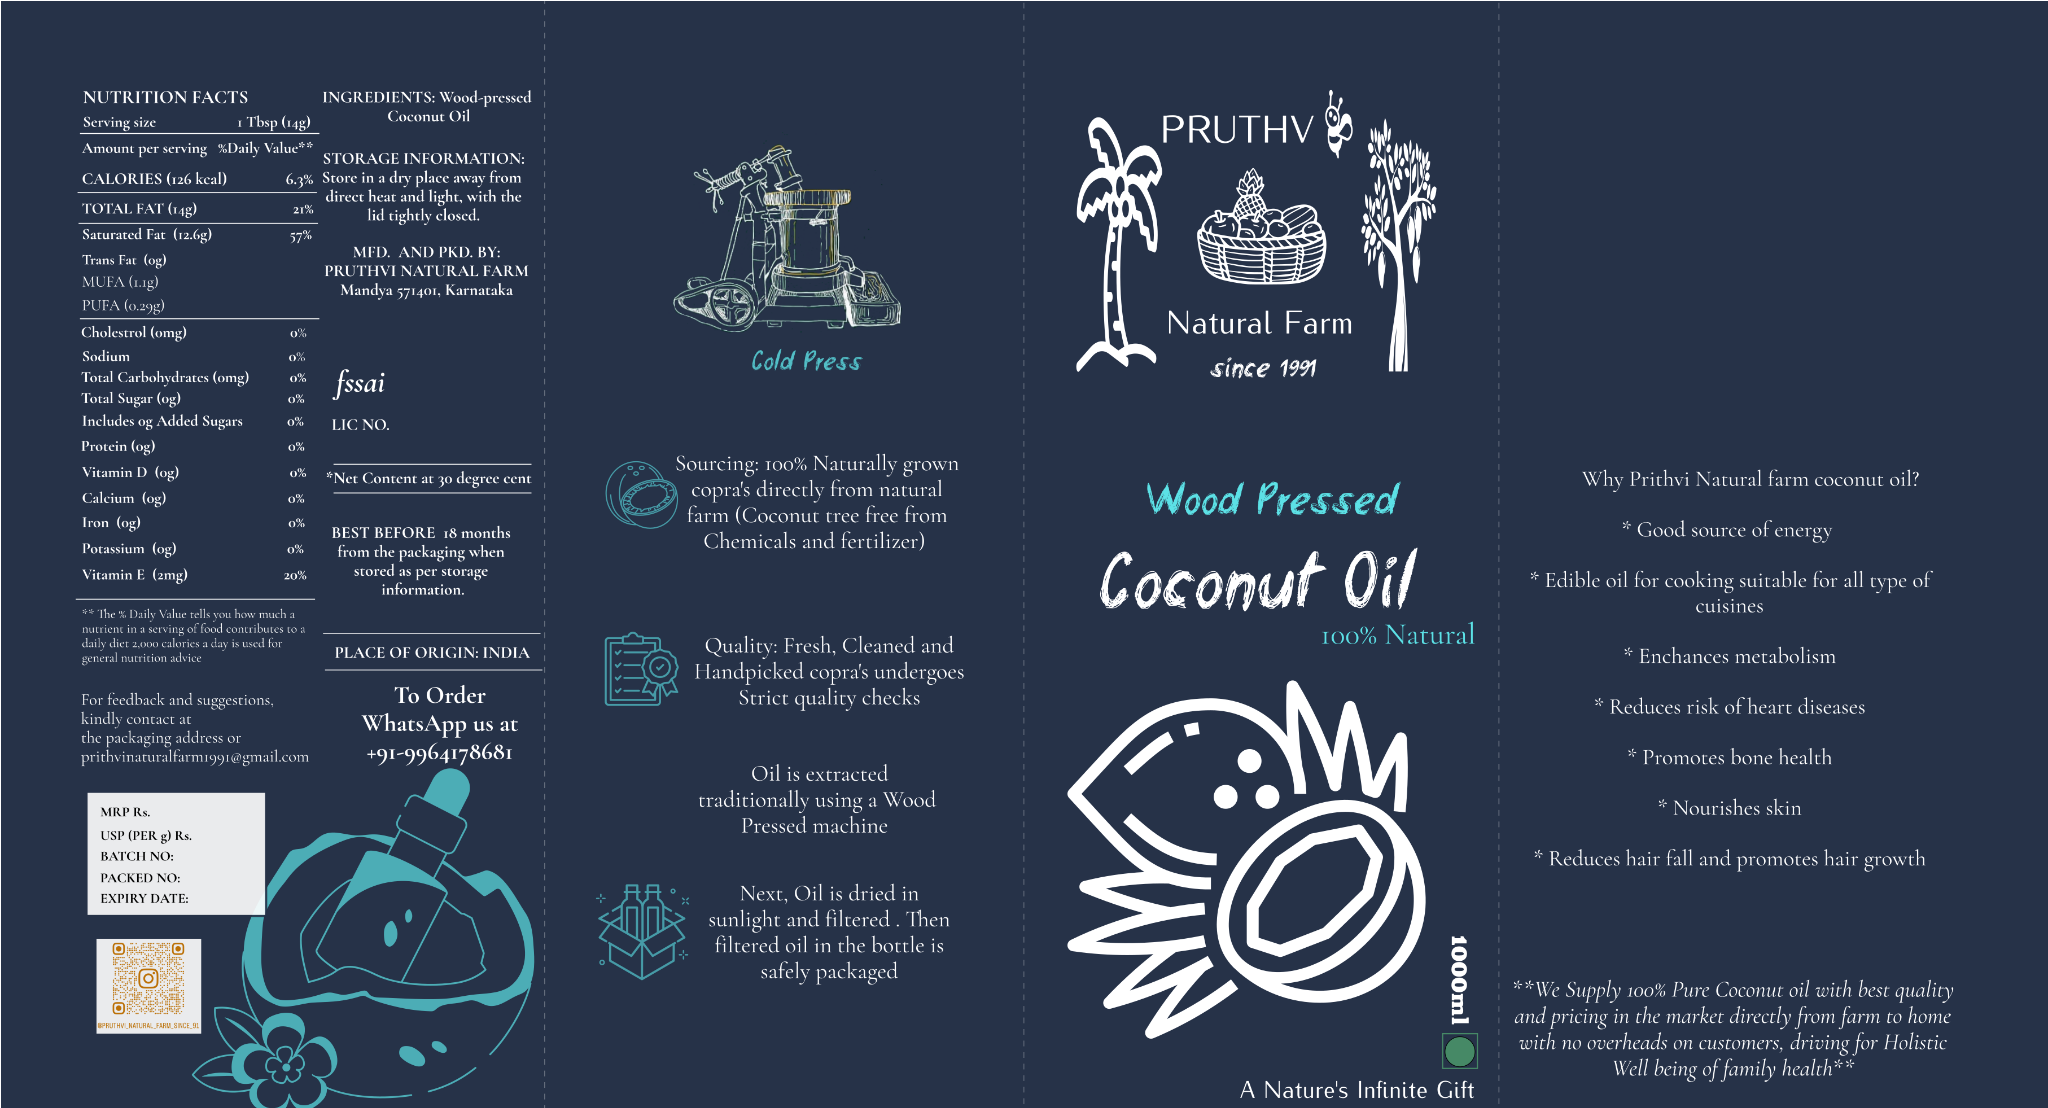 NUTRITION FACTS
Serving size 1 Tbsp (14g)
Amount per serving %Daily Value**
CALORIES (126 kcal) 6.3%
TOTAL FAT (14g) 21%
Saturated Fat (12.6g) 57%
Trans Fat (0g)
MUFA (1.1g)
PUFA (0.29g)
Cholestrol (0mg) 0%
Sodium 0%
Total Carbohydrates (0mg) 0%
Total Sugar (0g) 0%
Includes 0g Added Sugars 0%
Protein (0g) 0%
Vitamin D (0g) 0%
Calcium (0g) 0%
Iron (0g) 0%
Potassium (0g) 0%
Vitamin E (2mg) 20%
** The % Daily Value tells you how much a
nutrient in a serving of food contributes to a
daily diet 2,000 calories a day is used for
general nutrition advice
For feedback and suggestions,
kindly contact at
the packaging address or
prithvinaturalfarm1991@gmail.com
MRP Rs.
USP (PER g) Rs.
BATCH NO:
PACKED NO:
EXPIRY DATE:
@PRUTHVI_NATURAL_FARM_SINCE_91
INGREDIENTS: Wood-pressed
Coconut Oil
STORAGE INFORMATION:
Store in a dry place away from
direct heat and light, with the
lid tightly closed.
MFD. AND PKD. BY:
PRUTHVI NATURAL FARM
Mandya 571401, Karnataka
fssai
LIC NO.
*Net Content at 30 degree cent
BEST BEFORE 18 months
from the packaging when
stored as per storage
information.
PLACE OF ORIGIN: INDIA
To Order
WhatsApp us at
+91-9964178681
Cold Press
Sourcing: 100% Naturally grown
copra's directly from natural
farm (Coconut tree free from
Chemicals and fertilizer)
Quality: Fresh, Cleaned and
Handpicked copra's undergoes
Strict quality checks
Oil is extracted
traditionally using a Wood
Pressed machine
Next, Oil is dried in
sunlight and filtered . Then
filtered oil in the bottle is
safely packaged
PRUTHV
Natural Farm
since 1991
Wood Pressed
Coconut Oil
100% Natural
1000ml
A Nature's Infinite Gift
Why Prithvi Natural farm coconut oil?
* Good source of energy
* Edible oil for cooking suitable for all type of
cuisines
* Enchances metabolism
* Reduces risk of heart diseases
* Promotes bone health
* Nourishes skin
* Reduces hair fall and promotes hair growth
**We Supply 100% Pure Coconut oil with best quality
and pricing in the market directly from farm to home
with no overheads on customers, driving for Holistic
Well being of family health**